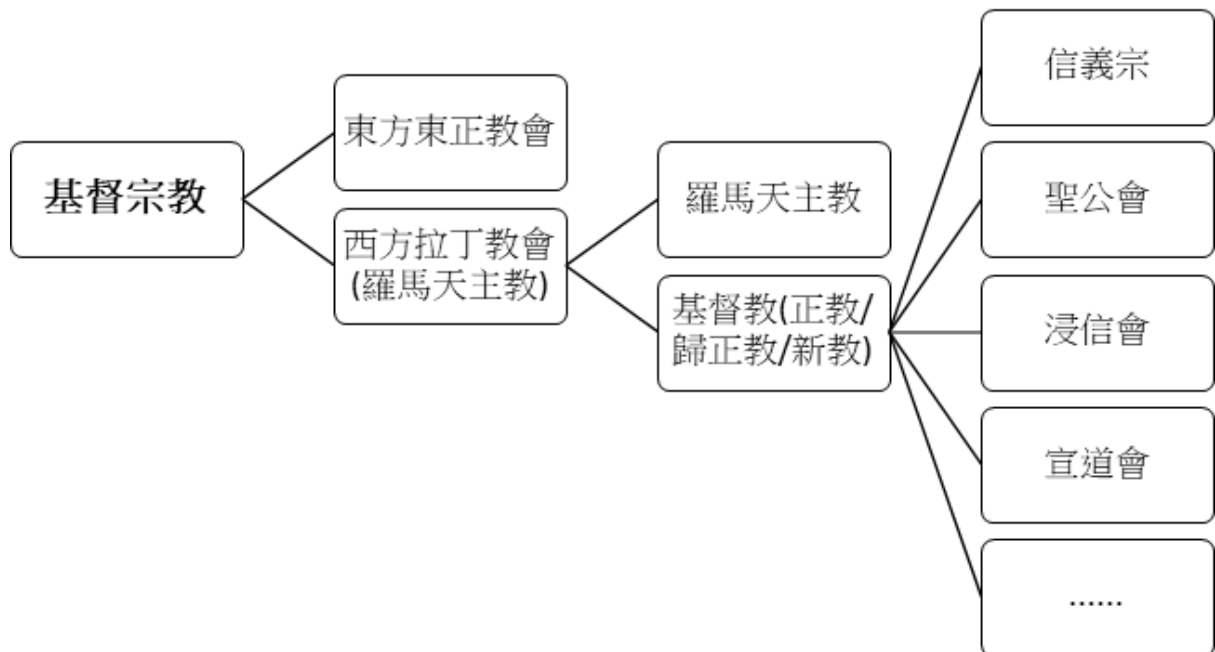 基督宗教
東方東正教會
西方拉丁教會
(羅馬天主教)
羅馬天主教
基督教(正教/
歸正教/新教)
信義宗
聖公會
浸信會
宣道會
......